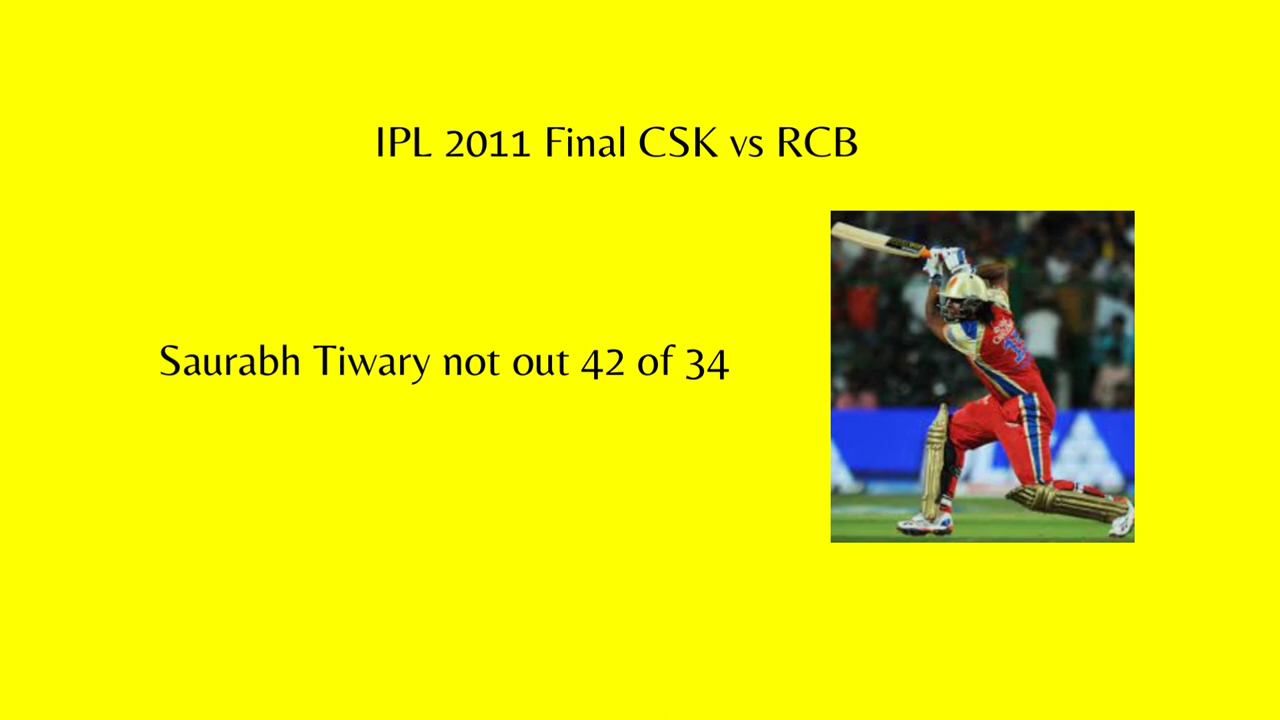 IPL 2011 Final CSK vs RCB
Saurabh Tiwary not out 42 of 34